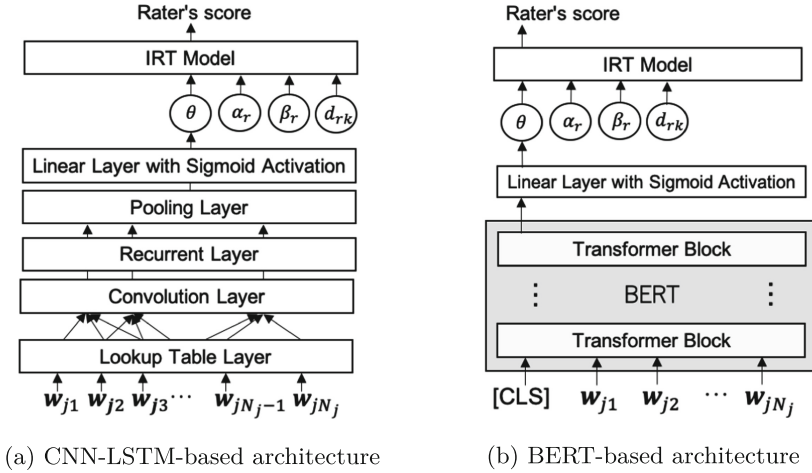 Rater's score
IRT Model
θ α_r β_r d_rk
Linear Layer with Sigmoid Activation
Pooling Layer
Recurrent Layer
Convolution Layer
Lookup Table Layer
w_j1 w_j2 w_j3 ⋯ w_jN_j−1 w_jN_j
(a) CNN-LSTM-based architecture
Rater's score
IRT Model
θ α_r β_r d_rk
Linear Layer with Sigmoid Activation
Transformer Block
⋮ BERT ⋮
Transformer Block
[CLS] w_j1 w_j2 ⋯ w_jN_j
(b) BERT-based architecture